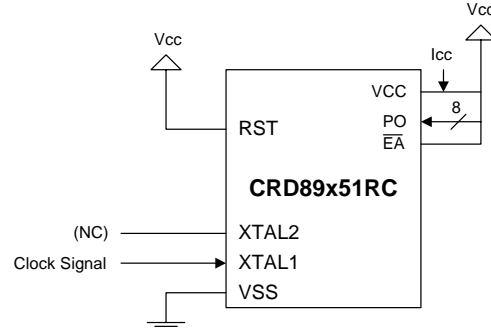 Vcc
Vcc
Icc
VCC
8
PO
RST
EA
CRD89x51RC
(NC)
XTAL2
Clock Signal
XTAL1
VSS